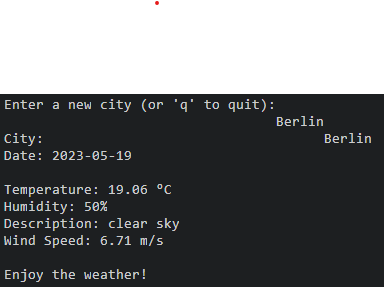 Enter a new city (or 'q' to quit):
Berlin
City: Berlin
Date: 2023-05-19
Temperature: 19.06 ºC
Humidity: 50%
Description: clear sky
Wind Speed: 6.71 m/s
Enjoy the weather!